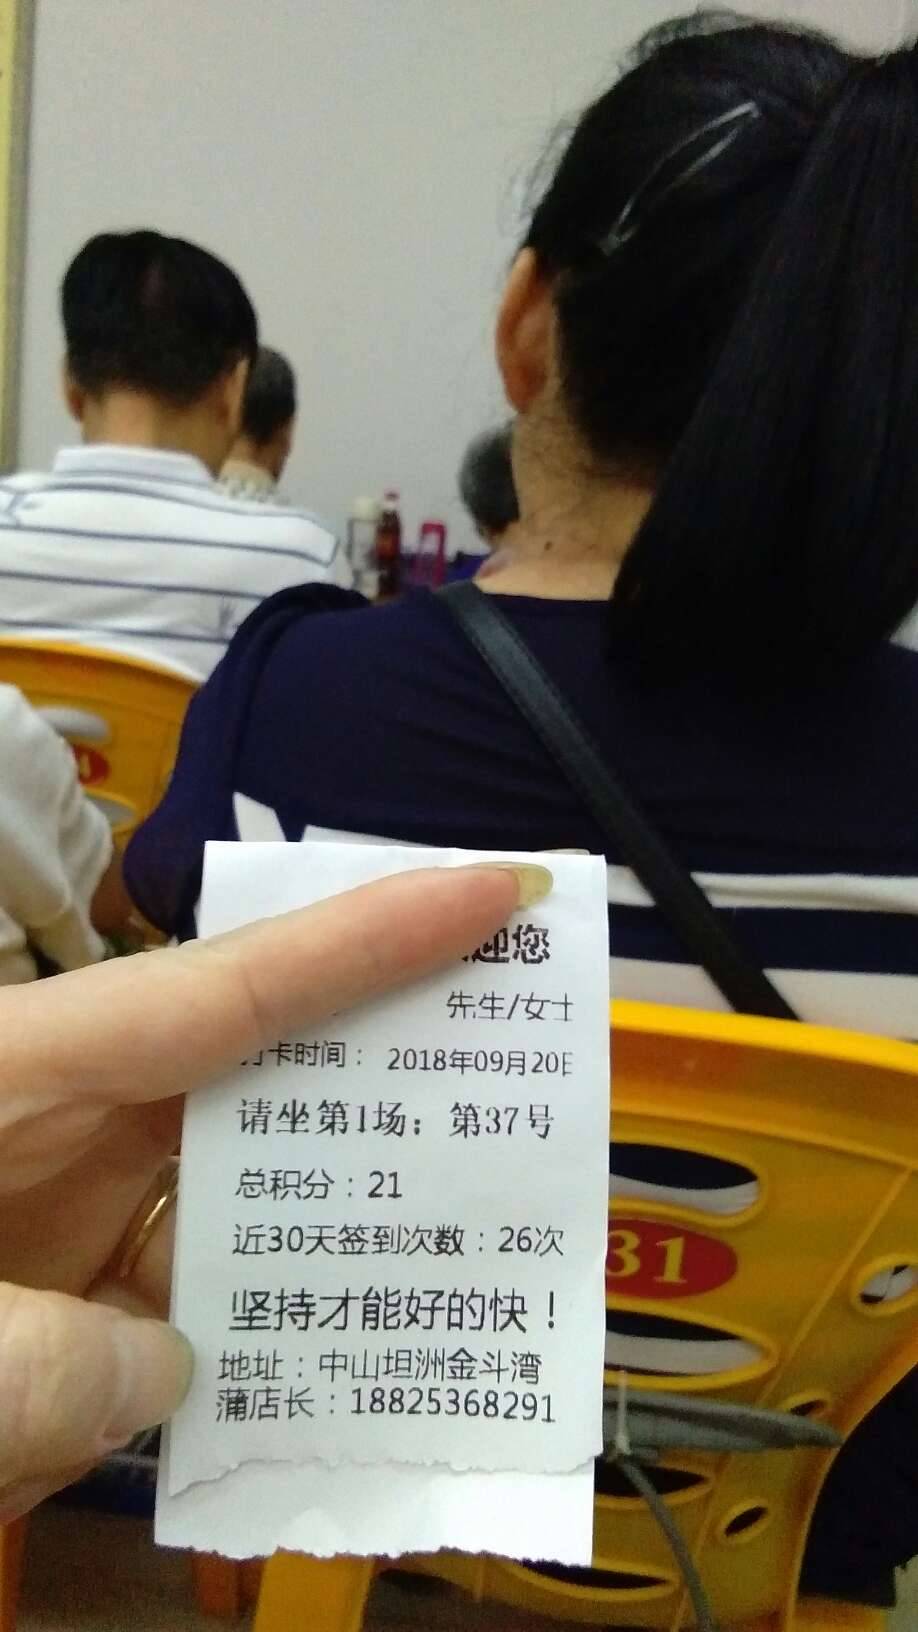 迎您
先生/女士
打卡时间： 2018年09月20日
请坐第1场：第37号
总积分：21
近30天签到次数：26次
坚持才能好的快！
地址：中山坦洲金斗湾
蒲店长：18825368291
31